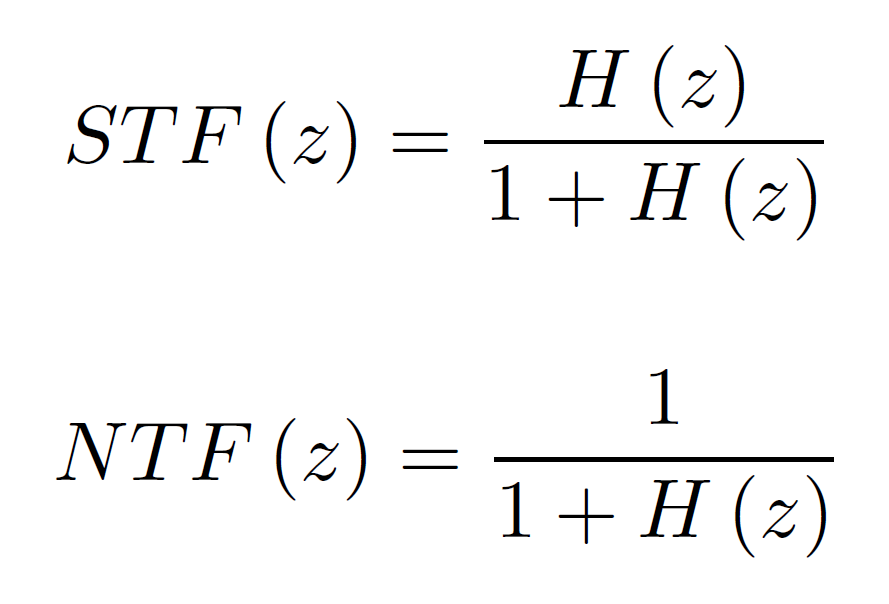 STF (z) = H (z) / 1 + H (z)
NTF (z) = 1 / 1 + H (z)